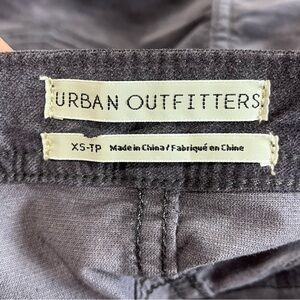 URBAN OUTFITTERS
XS-TP Made in China / Fabriqué en Chine